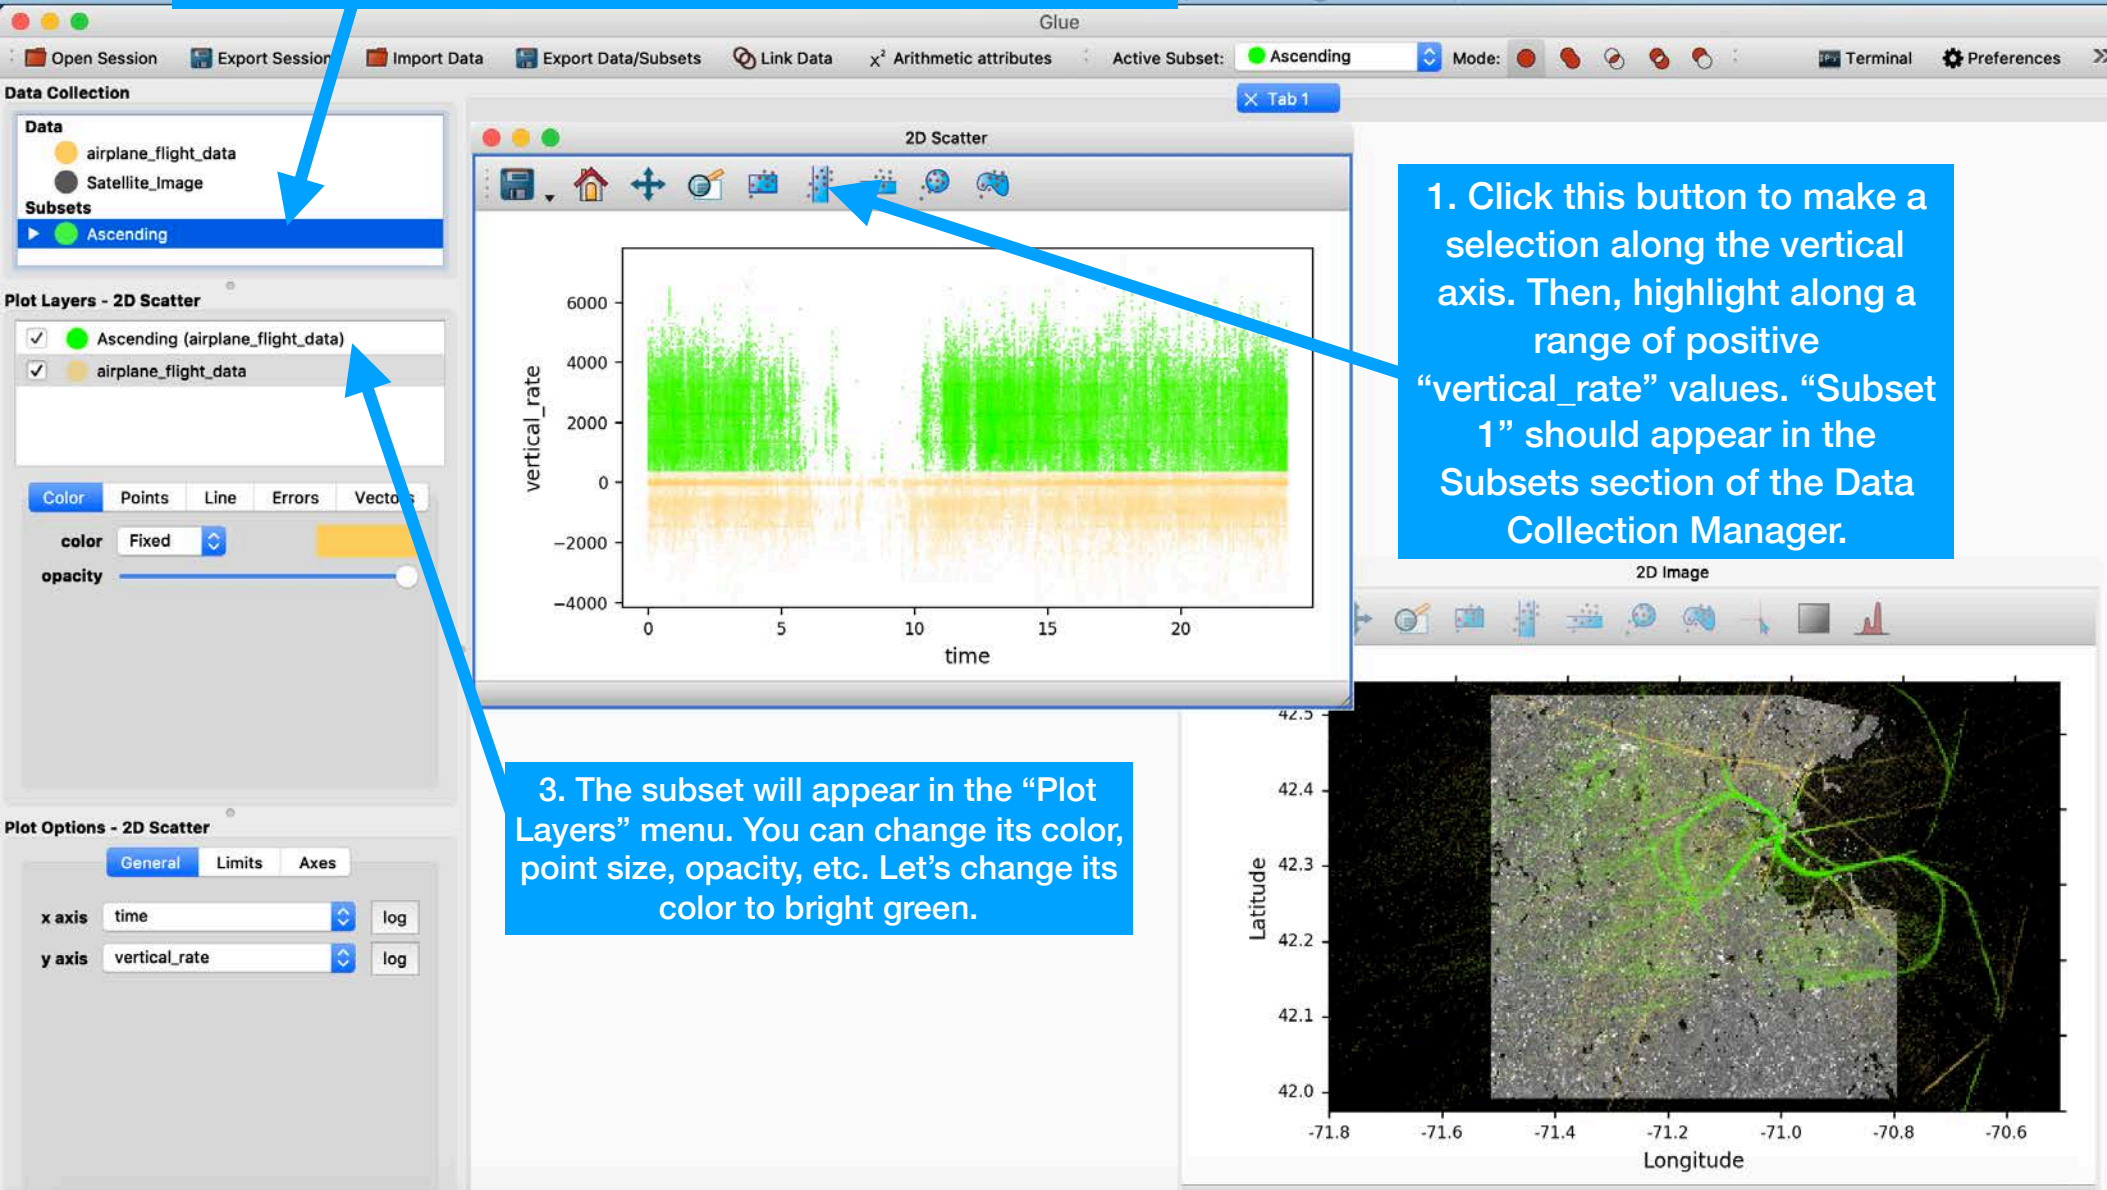 Glue
Open Session Export Session Import Data Export Data/Subsets Link Data x² Arithmetic attributes Active Subset: Ascending Mode: Terminal Preferences
Data Collection
Data
airplane_flight_data
Satellite_Image
Subsets
Ascending
Plot Layers - 2D Scatter
Ascending (airplane_flight_data)
airplane_flight_data
Color Points Line Errors Vectors
color Fixed
opacity
Plot Options - 2D Scatter
General Limits Axes
x axis time log
y axis vertical_rate log
Tab 1
2D Scatter
6000
4000
2000
0
−2000
−4000
vertical_rate
0 5 10 15 20
time
1. Click this button to make a
selection along the vertical
axis. Then, highlight along a
range of positive
“vertical_rate” values. “Subset
1” should appear in the
Subsets section of the Data
Collection Manager.
3. The subset will appear in the “Plot
Layers” menu. You can change its color,
point size, opacity, etc. Let’s change its
color to bright green.
2D Image
42.5
42.4
42.3
42.2
42.1
42.0
Latitude
-71.8 -71.6 -71.4 -71.2 -71.0 -70.8 -70.6
Longitude